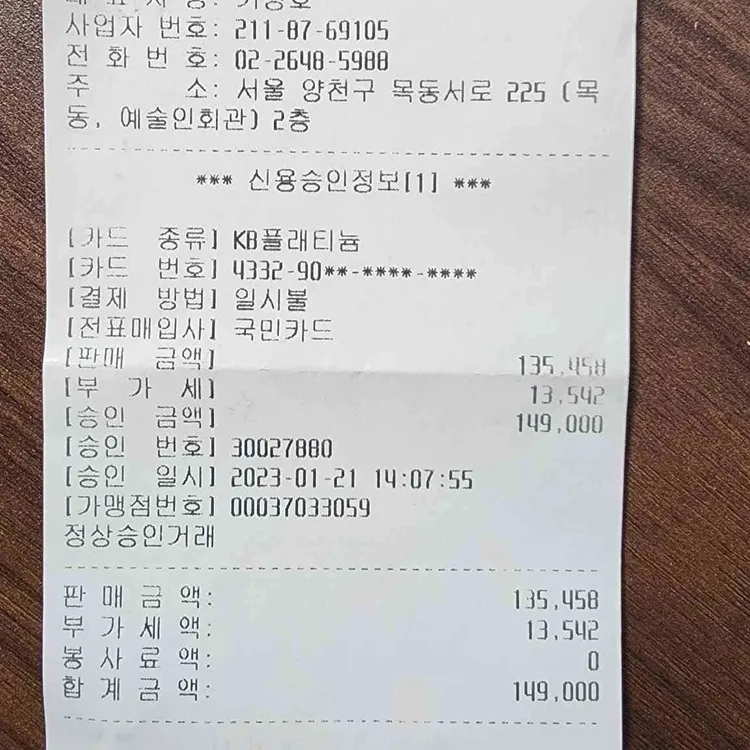 사업자 번호: 211-87-69105
전 화 번 호: 02-2648-5988
주 소: 서울 양천구 목동서로 225 (목
동, 예술인회관) 2층
*** 신용승인정보[1] ***
[카드 종류] KB플래티늄
[카드 번호] 4332-90**-****-****
[결제 방법] 일시불
[전표매입사] 국민카드
[판매 금액] 135,458
[부 가 세] 13,542
[승인 금액] 149,000
[승인 번호] 30027880
[승인 일시] 2023-01-21 14:07:55
[가맹점번호] 00037033059
정상승인거래
판 매 금 액: 135,458
부 가 세 액: 13,542
봉 사 료 액: 0
합 계 금 액: 149,000